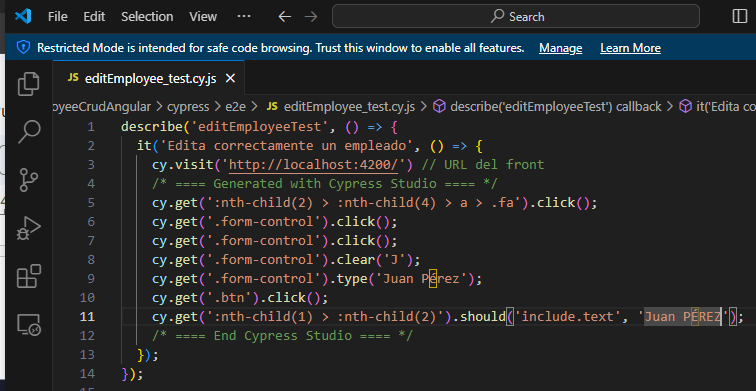 File Edit Selection View ··· Search
Restricted Mode is intended for safe code browsing. Trust this window to enable all features. Manage Learn More
JS editEmployee_test.cy.js ×
oyeeCrudAngular > cypress > e2e > JS editEmployee_test.cy.js > describe('editEmployeeTest') callback > it('Edita co
1 describe('editEmployeeTest', () => {
2 it('Edita correctamente un empleado', () => {
3 cy.visit('http://localhost:4200/') // URL del front
4 /* ==== Generated with Cypress Studio ==== */
5 cy.get(':nth-child(2) > :nth-child(4) > a > .fa').click();
6 cy.get('.form-control').click();
7 cy.get('.form-control').click();
8 cy.get('.form-control').clear('J');
9 cy.get('.form-control').type('Juan Pérez');
10 cy.get('.btn').click();
11 cy.get(':nth-child(1) > :nth-child(2)').should('include.text', 'Juan PÉREZ');
12 /* ==== End Cypress Studio ==== */
13 });
14 });